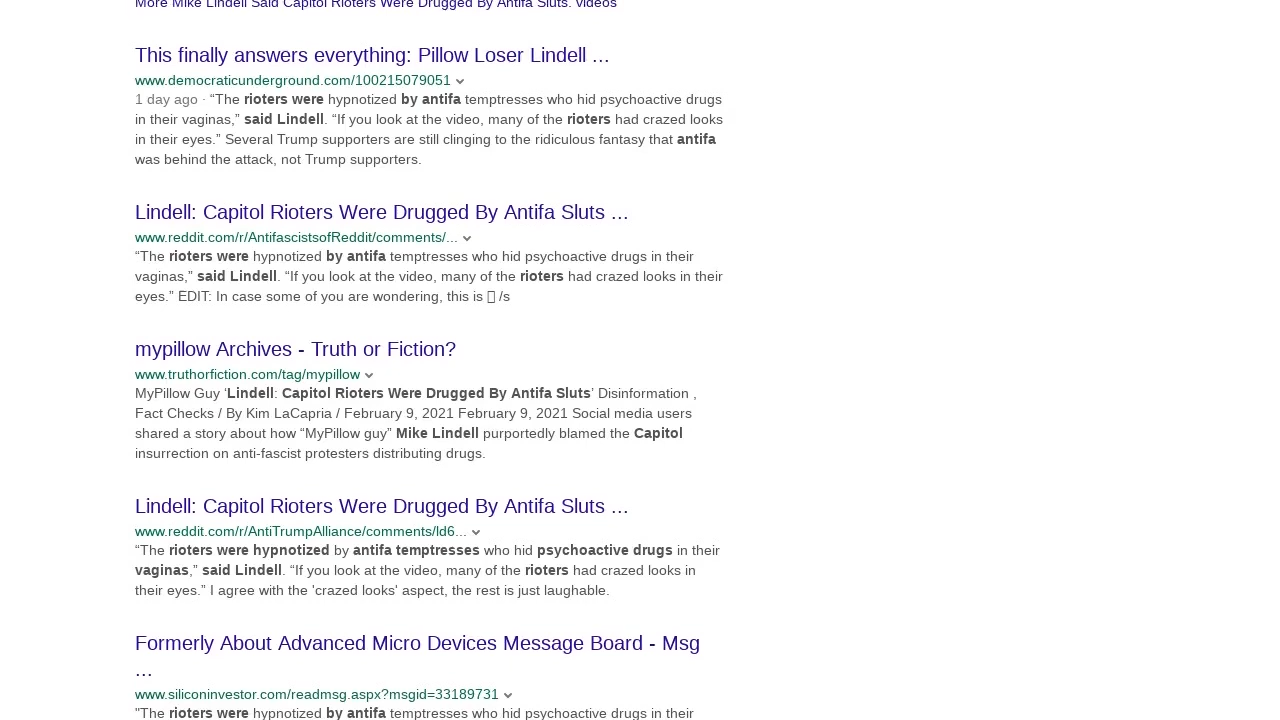 More Mike Lindell Said Capitol Rioters Were Drugged By Antifa Sluts. videos
This finally answers everything: Pillow Loser Lindell ...
www.democraticunderground.com/100215079051
1 day ago · “The rioters were hypnotized by antifa temptresses who hid psychoactive drugs
in their vaginas,” said Lindell. “If you look at the video, many of the rioters had crazed looks
in their eyes.” Several Trump supporters are still clinging to the ridiculous fantasy that antifa
was behind the attack, not Trump supporters.
Lindell: Capitol Rioters Were Drugged By Antifa Sluts ...
www.reddit.com/r/AntifascistsofReddit/comments/...
“The rioters were hypnotized by antifa temptresses who hid psychoactive drugs in their
vaginas,” said Lindell. “If you look at the video, many of the rioters had crazed looks in their
eyes.” EDIT: In case some of you are wondering, this is /s
mypillow Archives - Truth or Fiction?
www.truthorfiction.com/tag/mypillow
MyPillow Guy ‘Lindell: Capitol Rioters Were Drugged By Antifa Sluts’ Disinformation ,
Fact Checks / By Kim LaCapria / February 9, 2021 February 9, 2021 Social media users
shared a story about how “MyPillow guy” Mike Lindell purportedly blamed the Capitol
insurrection on anti-fascist protesters distributing drugs.
Lindell: Capitol Rioters Were Drugged By Antifa Sluts ...
www.reddit.com/r/AntiTrumpAlliance/comments/ld6...
“The rioters were hypnotized by antifa temptresses who hid psychoactive drugs in their
vaginas,” said Lindell. “If you look at the video, many of the rioters had crazed looks in
their eyes.” I agree with the 'crazed looks' aspect, the rest is just laughable.
Formerly About Advanced Micro Devices Message Board - Msg
...
www.siliconinvestor.com/readmsg.aspx?msgid=33189731
"The rioters were hypnotized by antifa temptresses who hid psychoactive drugs in their